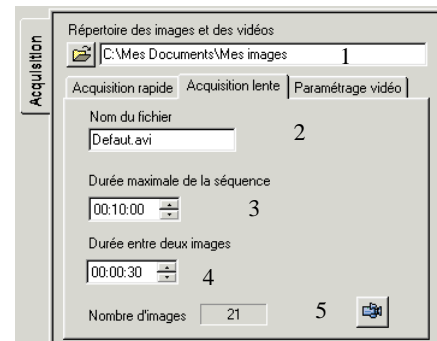 Acquisition
Répertoire des images et des vidéos
C:\Mes Documents\Mes images 1
Acquisition rapide Acquisition lente Paramétrage vidéo
Nom du fichier
Defaut.avi 2
Durée maximale de la séquence
00:10:00 3
Durée entre deux images
00:00:30 4
Nombre d'images 21 5